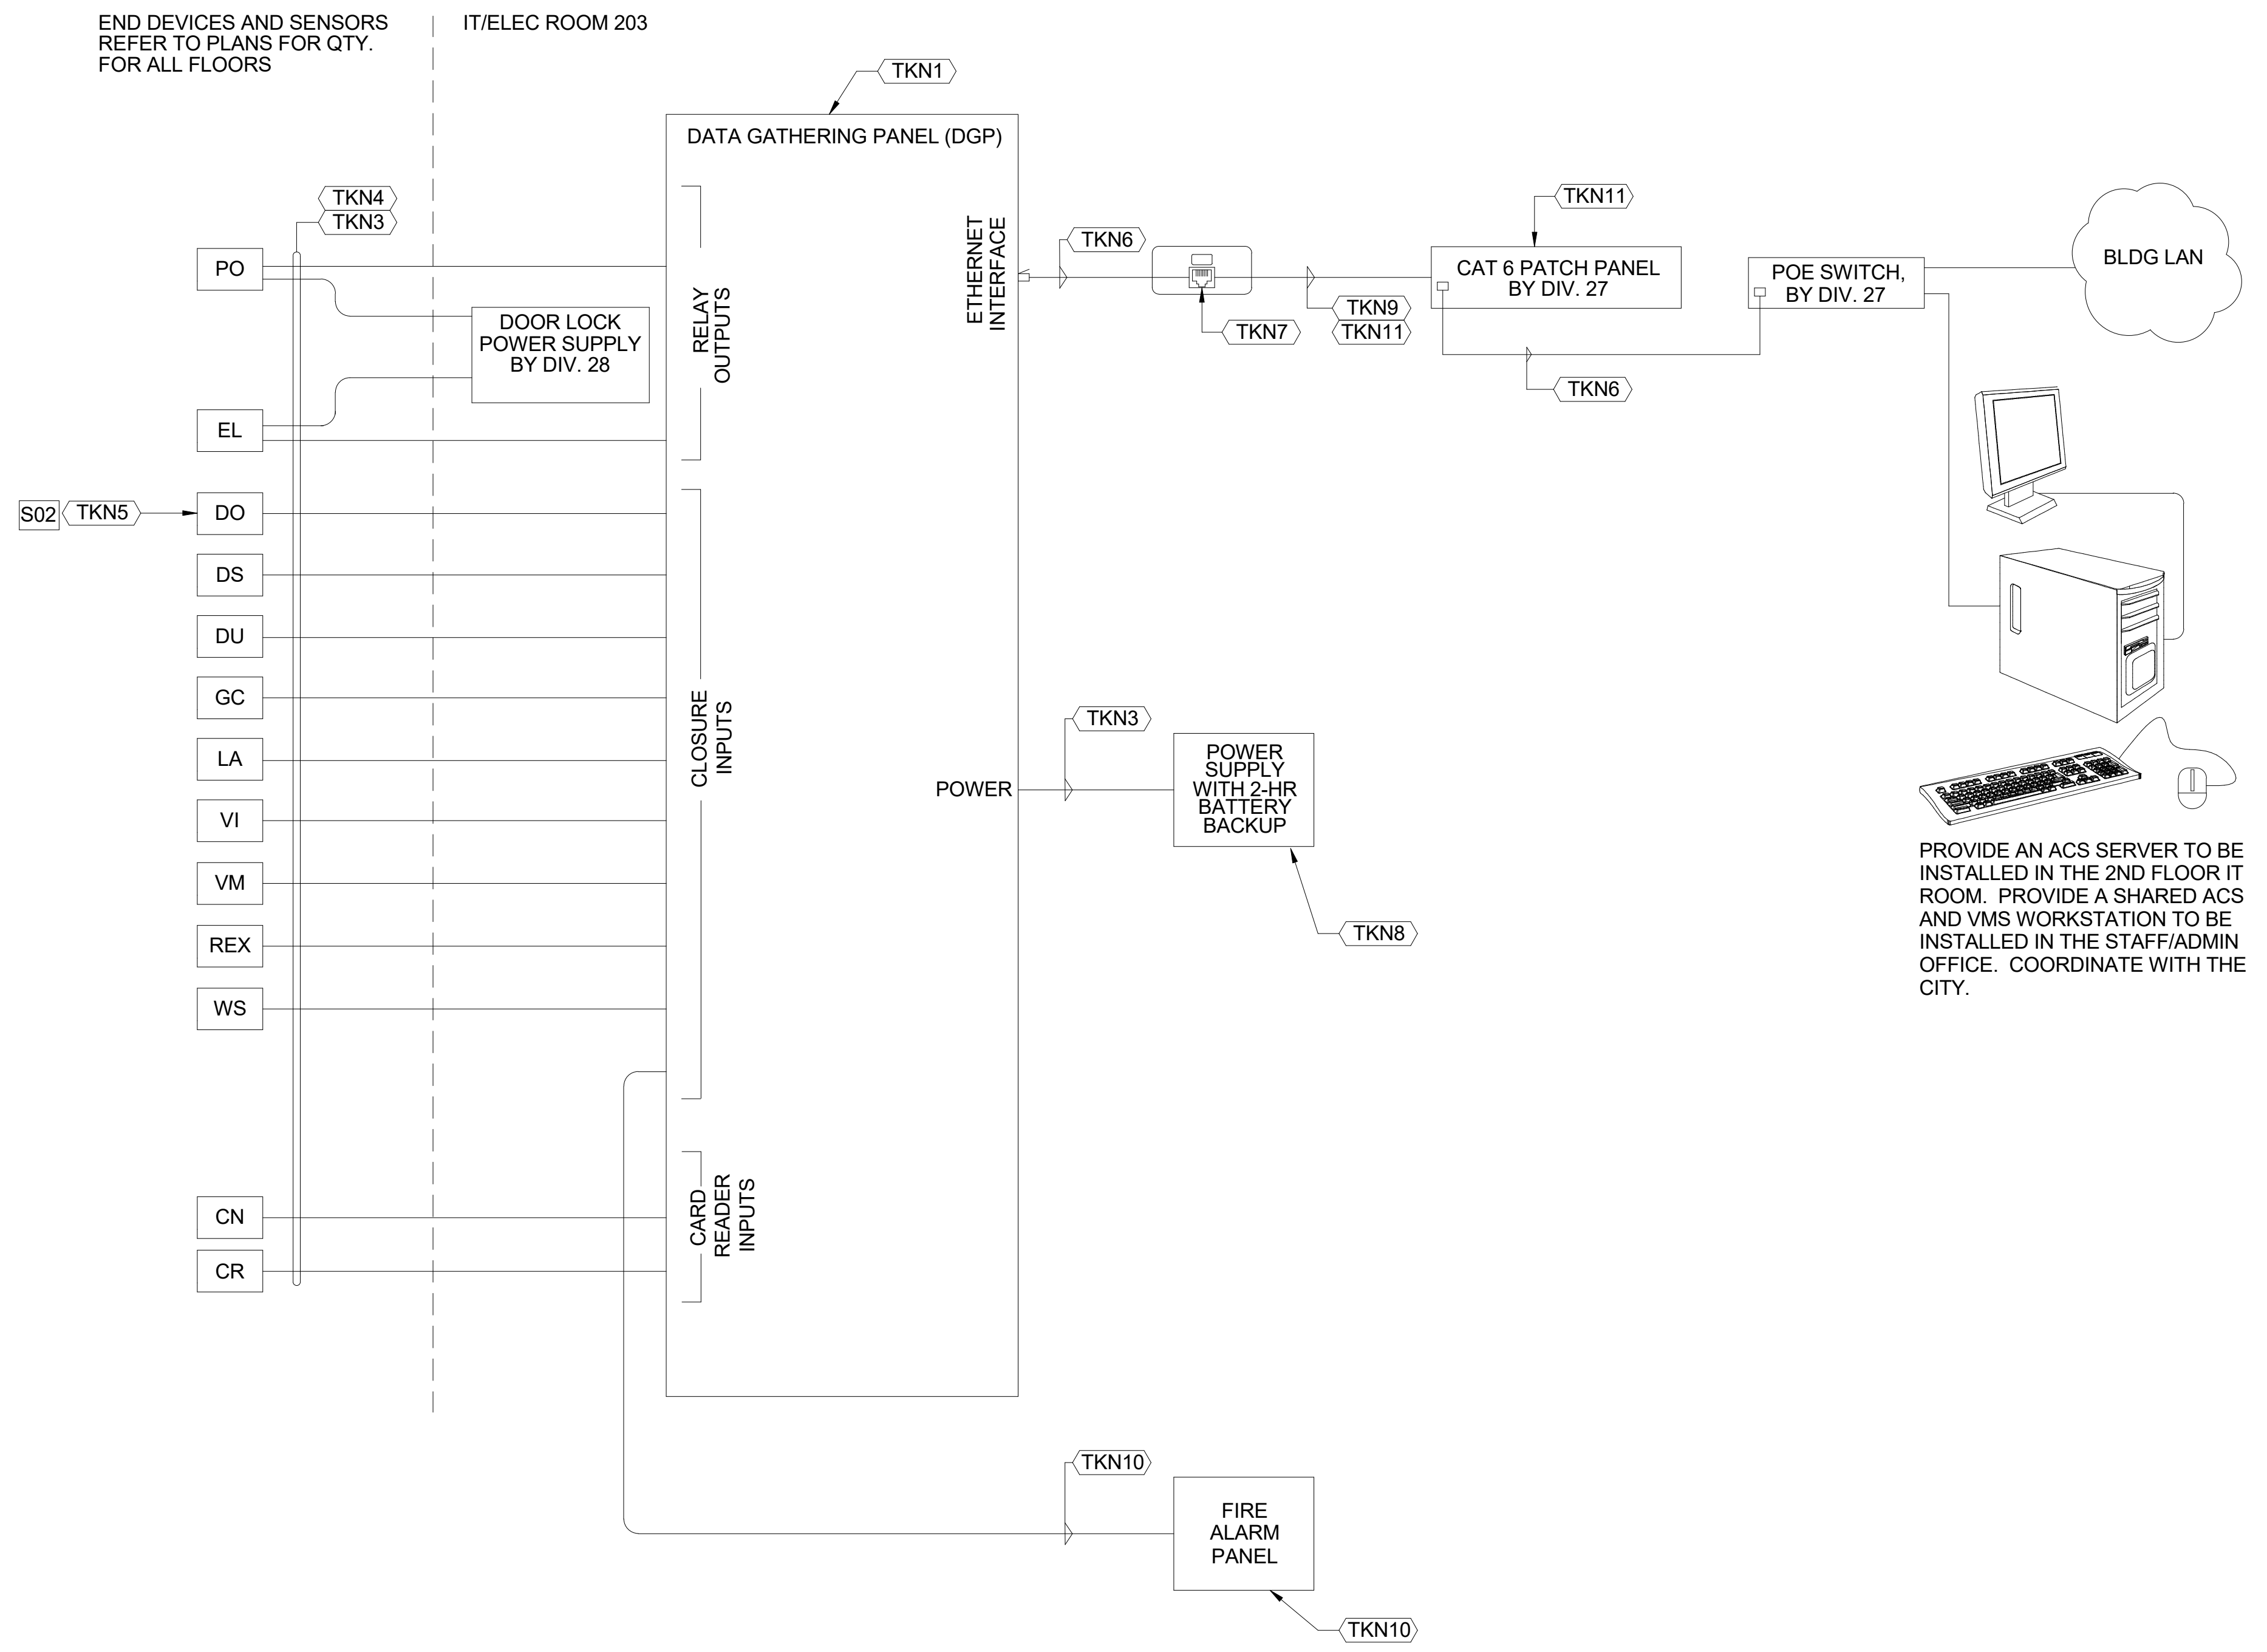 END DEVICES AND SENSORS
REFER TO PLANS FOR QTY.
FOR ALL FLOORS
IT/ELEC ROOM 203
TKN1
DATA GATHERING PANEL (DGP)
TKN4
TKN3
PO
DOOR LOCK
POWER SUPPLY
BY DIV. 28
EL
S02
TKN5
DO
DS
DU
GC
LA
VI
VM
REX
WS
CN
CR
RELAY
OUTPUTS
CLOSURE
INPUTS
CARD
READER
INPUTS
ETHERNET
INTERFACE
TKN6
TKN7
TKN9
TKN11
TKN11
CAT 6 PATCH PANEL
BY DIV. 27
TKN6
POE SWITCH,
BY DIV. 27
BLDG LAN
POWER
TKN3
POWER
SUPPLY
WITH 2-HR
BATTERY
BACKUP
TKN8
PROVIDE AN ACS SERVER TO BE
INSTALLED IN THE 2ND FLOOR IT
ROOM.  PROVIDE A SHARED ACS
AND VMS WORKSTATION TO BE
INSTALLED IN THE STAFF/ADMIN
OFFICE.  COORDINATE WITH THE
CITY.
TKN10
FIRE
ALARM
PANEL
TKN10